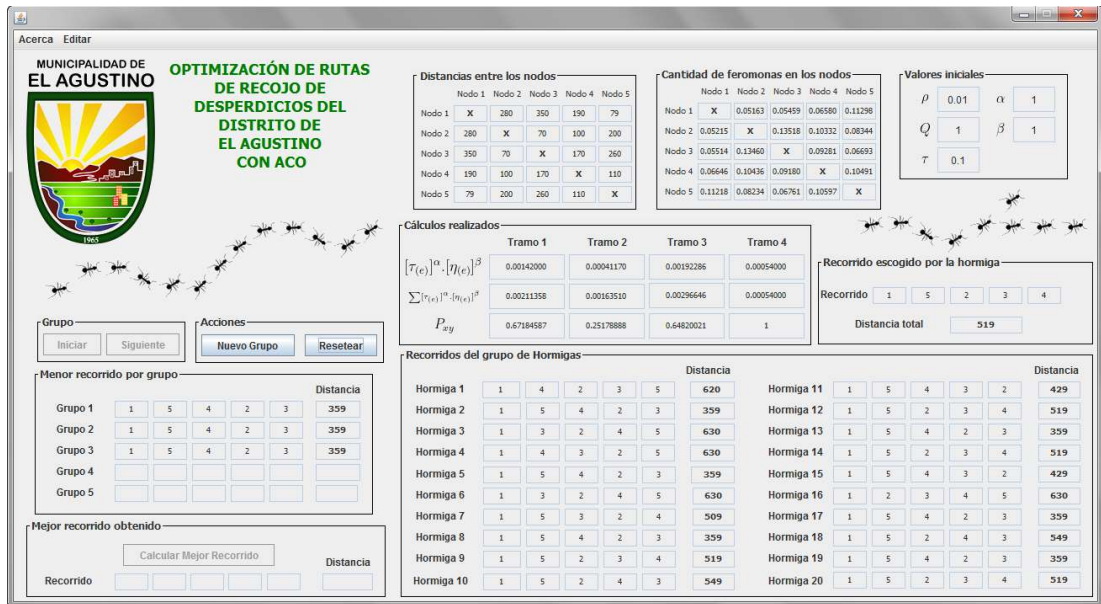 Acerca Editar
MUNICIPALIDAD DE
EL AGUSTINO
1965
OPTIMIZACIÓN DE RUTAS
DE RECOJO DE
DESPERDICIOS DEL
DISTRITO DE
EL AGUSTINO
CON ACO
Distancias entre los nodos
Nodo 1 Nodo 2 Nodo 3 Nodo 4 Nodo 5
Nodo 1 X 280 350 190 79
Nodo 2 280 X 70 100 200
Nodo 3 350 70 X 170 260
Nodo 4 190 100 170 X 110
Nodo 5 79 200 260 110 X
Cantidad de feromonas en los nodos
Nodo 1 Nodo 2 Nodo 3 Nodo 4 Nodo 5
Nodo 1 X 0.05163 0.05459 0.06580 0.11298
Nodo 2 0.05215 X 0.13518 0.10332 0.08344
Nodo 3 0.05514 0.13460 X 0.09281 0.06693
Nodo 4 0.06646 0.10436 0.09180 X 0.10491
Nodo 5 0.11218 0.08234 0.06761 0.10597 X
Valores iniciales
ρ 0.01 α 1
Q 1 β 1
τ 0.1
Cálculos realizados
Tramo 1 Tramo 2 Tramo 3 Tramo 4
[τ(e)]^α.[η(e)]^β 0.00142000 0.00041170 0.00192286 0.00054000
∑[τ(e)]^α.[η(e)]^β 0.00211358 0.00163510 0.00296646 0.00054000
Pxy 0.67184587 0.25178888 0.64820021 1
Recorrido escogido por la hormiga
Recorrido 1 5 2 3 4
Distancia total 519
Grupo
Iniciar Siguiente
Acciones
Nuevo Grupo Resetear
Menor recorrido por grupo
Distancia
Grupo 1 1 5 4 2 3 359
Grupo 2 1 5 4 2 3 359
Grupo 3 1 5 4 2 3 359
Grupo 4
Grupo 5
Mejor recorrido obtenido
Calcular Mejor Recorrido
Distancia
Recorrido
Recorridos del grupo de Hormigas
Distancia Distancia
Hormiga 1 1 4 2 3 5 620 Hormiga 11 1 5 4 3 2 429
Hormiga 2 1 5 4 2 3 359 Hormiga 12 1 5 2 3 4 519
Hormiga 3 1 3 2 4 5 630 Hormiga 13 1 5 4 2 3 359
Hormiga 4 1 4 3 2 5 630 Hormiga 14 1 5 2 3 4 519
Hormiga 5 1 5 4 2 3 359 Hormiga 15 1 5 4 3 2 429
Hormiga 6 1 3 2 4 5 630 Hormiga 16 1 2 3 4 5 630
Hormiga 7 1 5 3 2 4 509 Hormiga 17 1 5 4 2 3 359
Hormiga 8 1 5 4 2 3 359 Hormiga 18 1 5 2 4 3 549
Hormiga 9 1 5 2 3 4 519 Hormiga 19 1 5 4 2 3 359
Hormiga 10 1 5 2 4 3 549 Hormiga 20 1 5 2 3 4 519